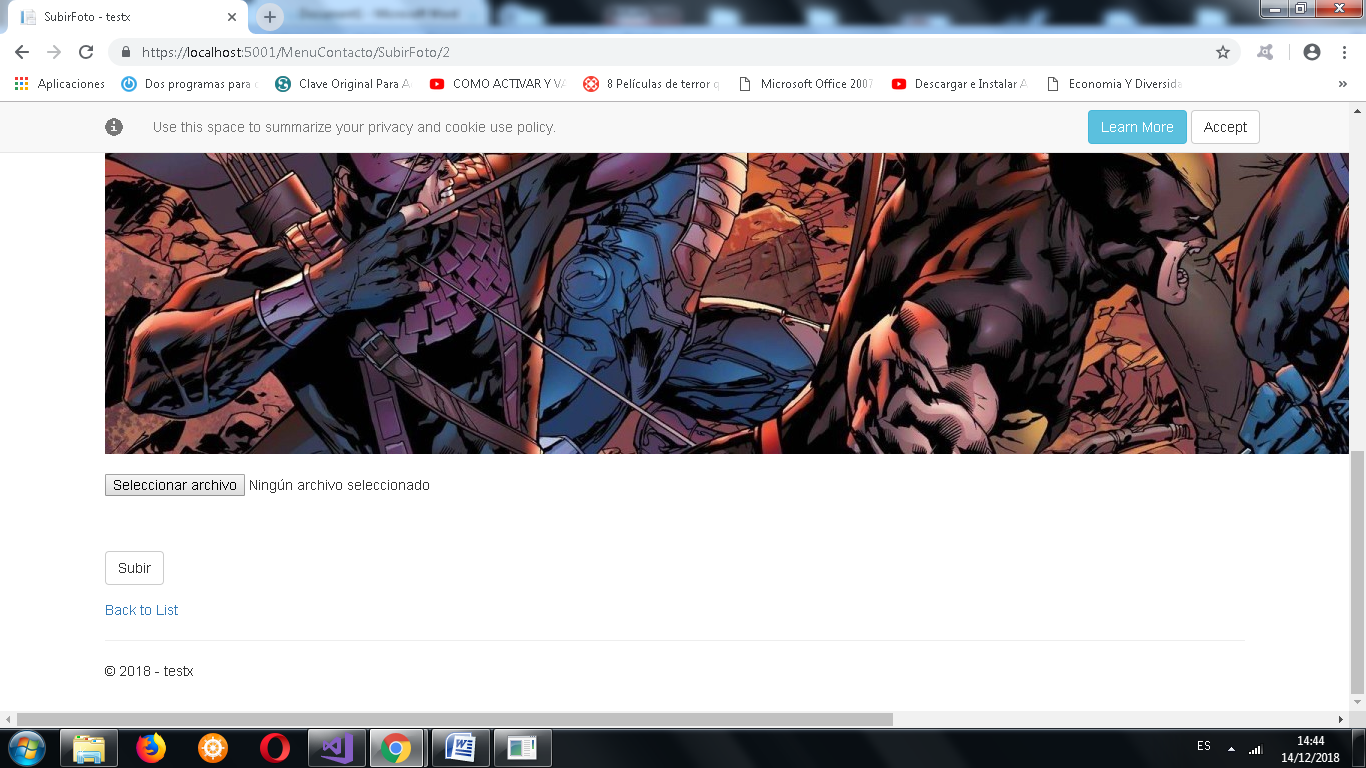 SubirFoto - testx
https://localhost:5001/MenuContacto/SubirFoto/2
Aplicaciones
Dos programas para
Clave Original Para A
COMO ACTIVAR Y VA
8 Películas de terror q
Microsoft Office 2007
Descargar e Instalar A
Economia Y Diversida
»
Use this space to summarize your privacy and cookie use policy.
Learn More
Accept
Seleccionar archivo Ningún archivo seleccionado
Subir
Back to List
© 2018 - testx
ES
14:44
14/12/2018